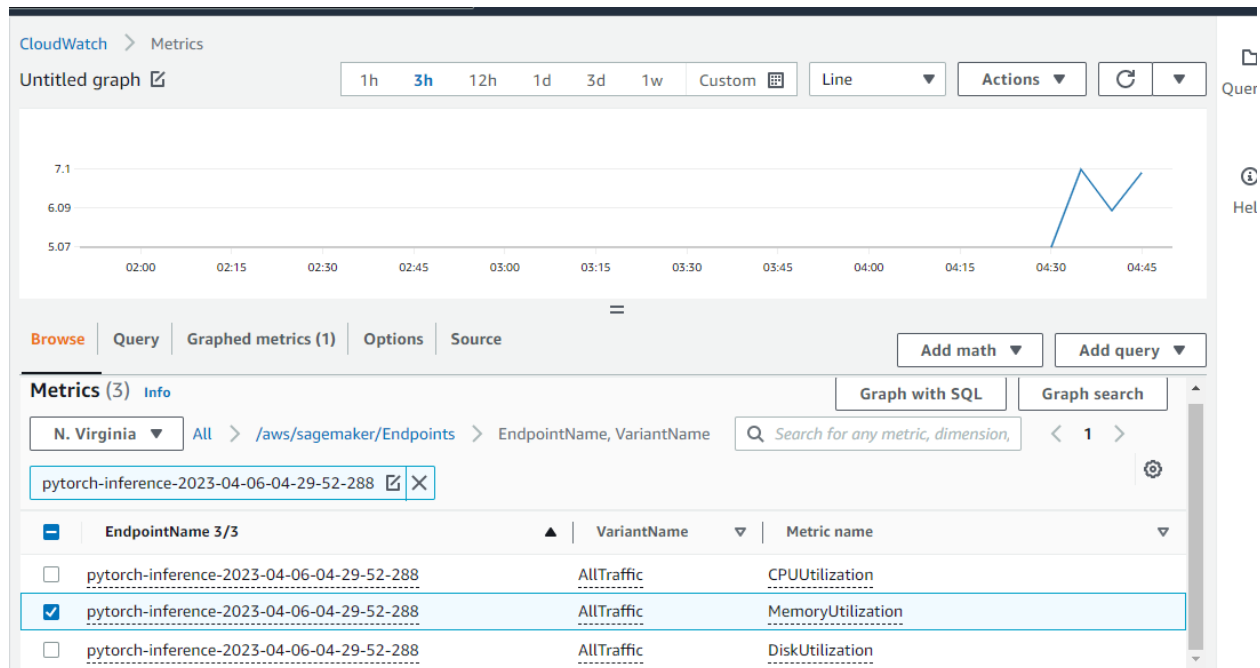 CloudWatch > Metrics
Untitled graph
1h 3h 12h 1d 3d 1w Custom Line Actions
7.1
6.09
5.07
02:00 02:15 02:30 02:45 03:00 03:15 03:30 03:45 04:00 04:15 04:30 04:45
Browse Query Graphed metrics (1) Options Source
Add math Add query
Metrics (3) Info Graph with SQL Graph search
N. Virginia All > /aws/sagemaker/Endpoints > EndpointName, VariantName Search for any metric, dimension, < 1 >
pytorch-inference-2023-04-06-04-29-52-288
EndpointName 3/3 VariantName Metric name
pytorch-inference-2023-04-06-04-29-52-288 AllTraffic CPUUtilization
pytorch-inference-2023-04-06-04-29-52-288 AllTraffic MemoryUtilization
pytorch-inference-2023-04-06-04-29-52-288 AllTraffic DiskUtilization